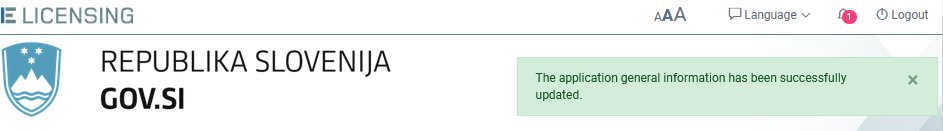 E LICENSING
AAA
Language
1
Logout
REPUBLIKA SLOVENIJA
GOV.SI
The application general information has been successfully
updated.
×